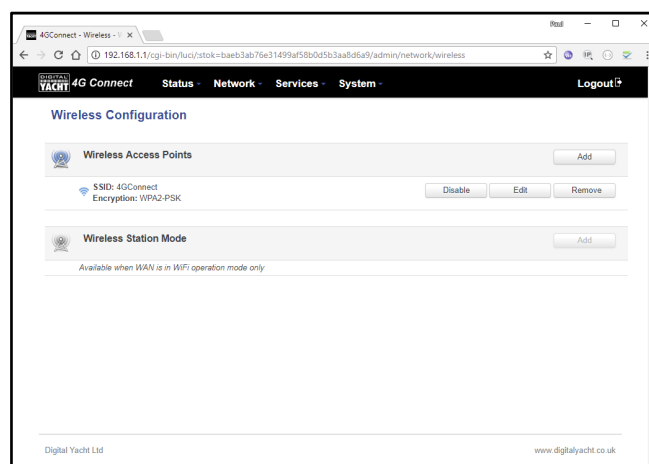 Paul
4GConnect - Wireless -
192.168.1.1/cgi-bin/luci/;stok=baeb3ab76e31499af58b0d5b3aa8d6a9/admin/network/wireless
DIGITAL YACHT 4G Connect Status Network Services System Logout
Wireless Configuration
Wireless Access Points Add
SSID: 4GConnect Disable Edit Remove
Encryption: WPA2-PSK
Wireless Station Mode Add
Available when WAN is in WiFi operation mode only
Digital Yacht Ltd www.digitalyacht.co.uk